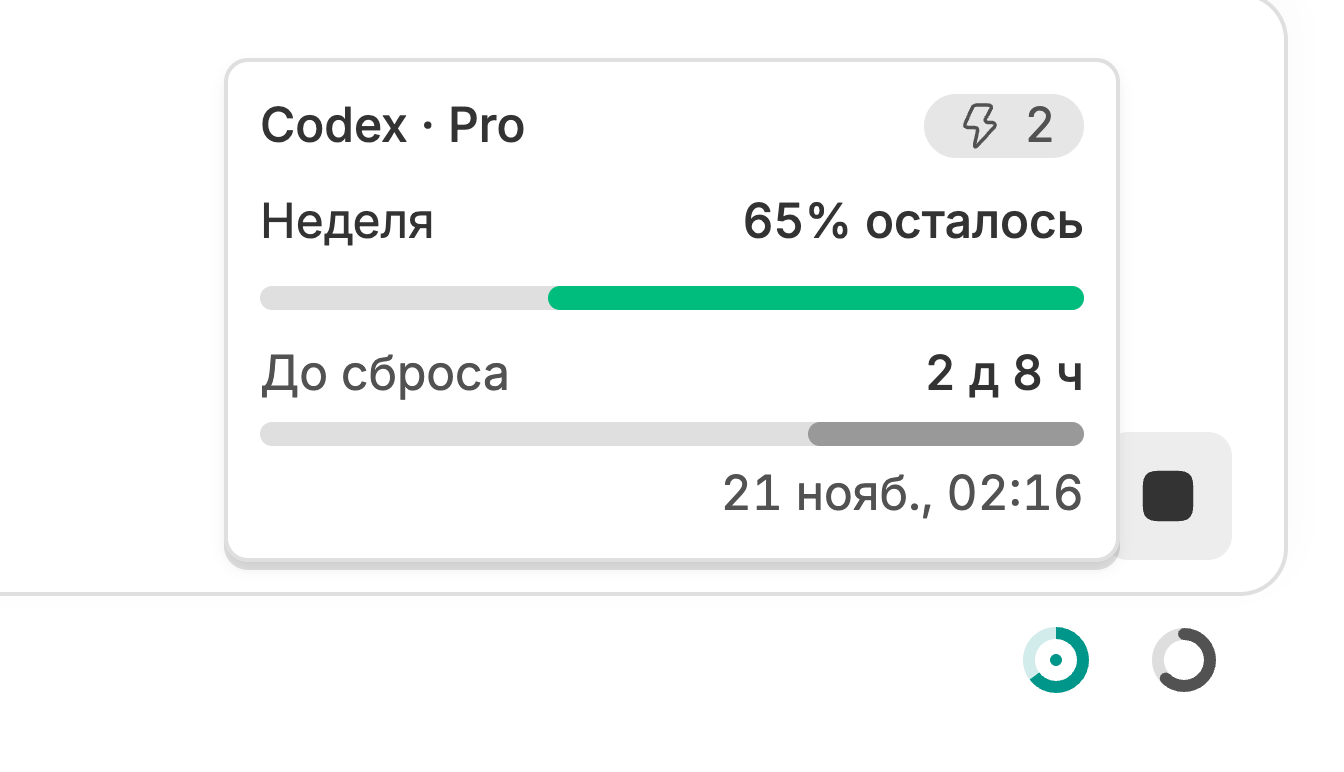 Codex · Pro 2
Неделя 65% осталось
До сброса 2 д 8 ч
21 нояб., 02:16